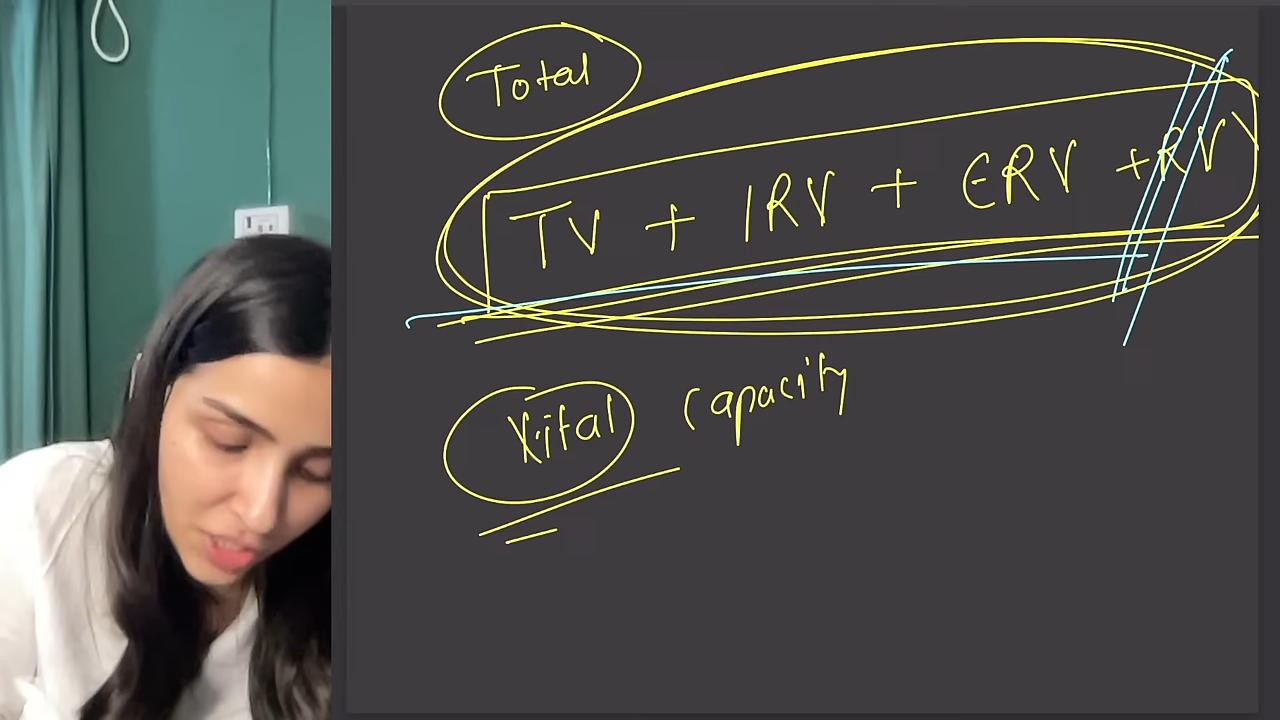 Total
TV + IRV + ERV + RV
Vital capacity